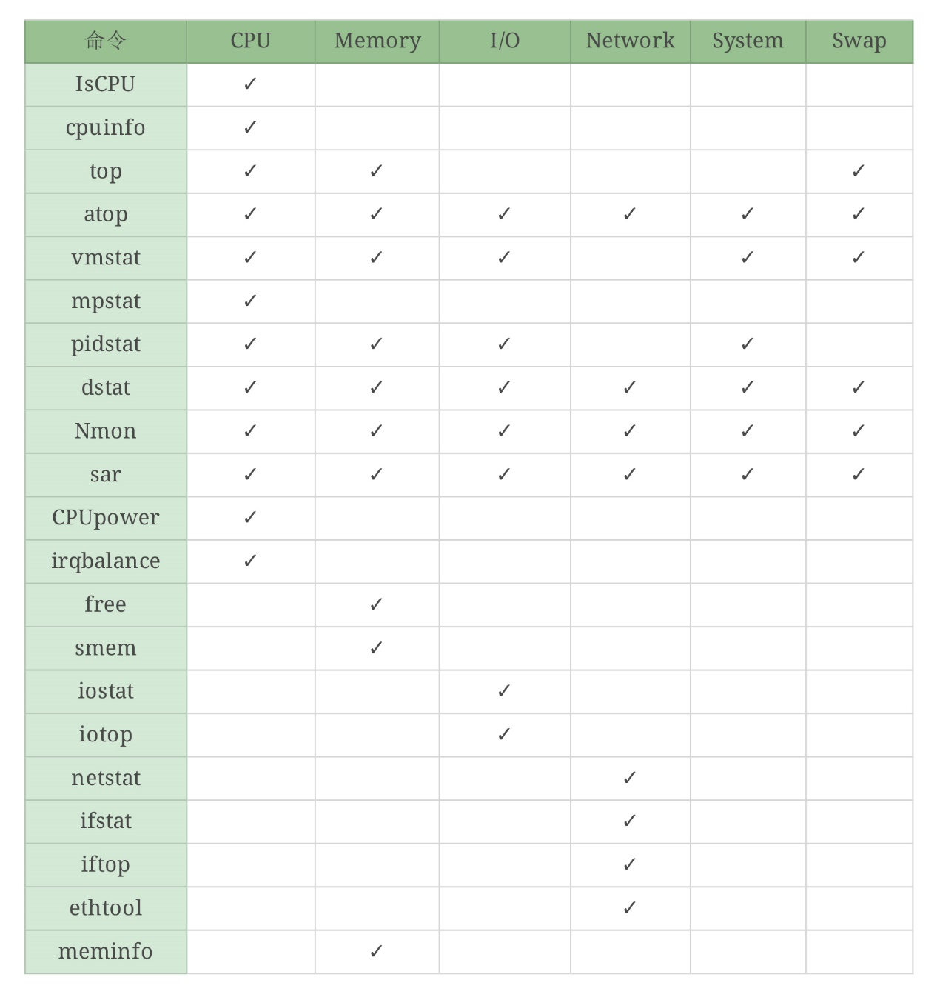 命令 CPU Memory I/O Network System Swap
IsCPU ✓
cpuinfo ✓
top ✓ ✓ ✓
atop ✓ ✓ ✓ ✓ ✓ ✓
vmstat ✓ ✓ ✓ ✓ ✓
mpstat ✓
pidstat ✓ ✓ ✓ ✓
dstat ✓ ✓ ✓ ✓ ✓ ✓
Nmon ✓ ✓ ✓ ✓ ✓ ✓
sar ✓ ✓ ✓ ✓ ✓ ✓
CPUpower ✓
irqbalance ✓
free ✓
smem ✓
iostat ✓
iotop ✓
netstat ✓
ifstat ✓
iftop ✓
ethtool ✓
meminfo ✓